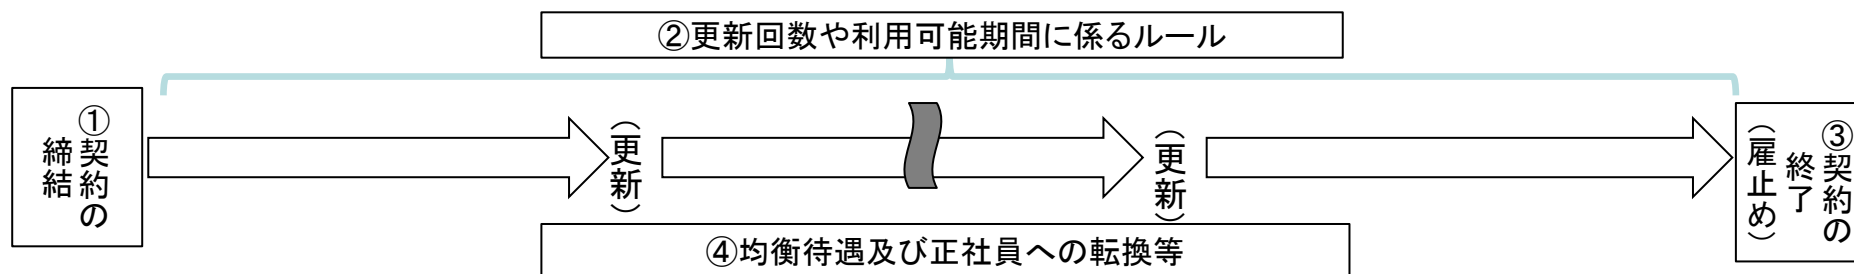 ②更新回数や利用可能期間に係るルール
①契約の
締結
（更新）
（更新）
③契約の
終了
（雇止め）
④均衡待遇及び正社員への転換等